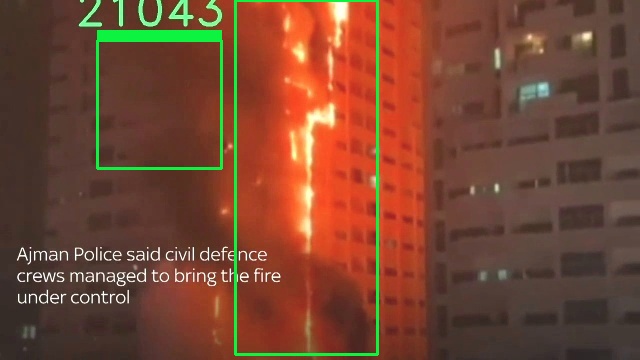 21043
Ajman Police said civil defence
crews managed to bring the fire
under control